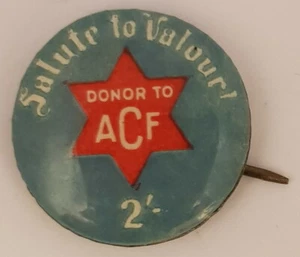 Salute to Valour!
DONOR TO
ACF
2'-